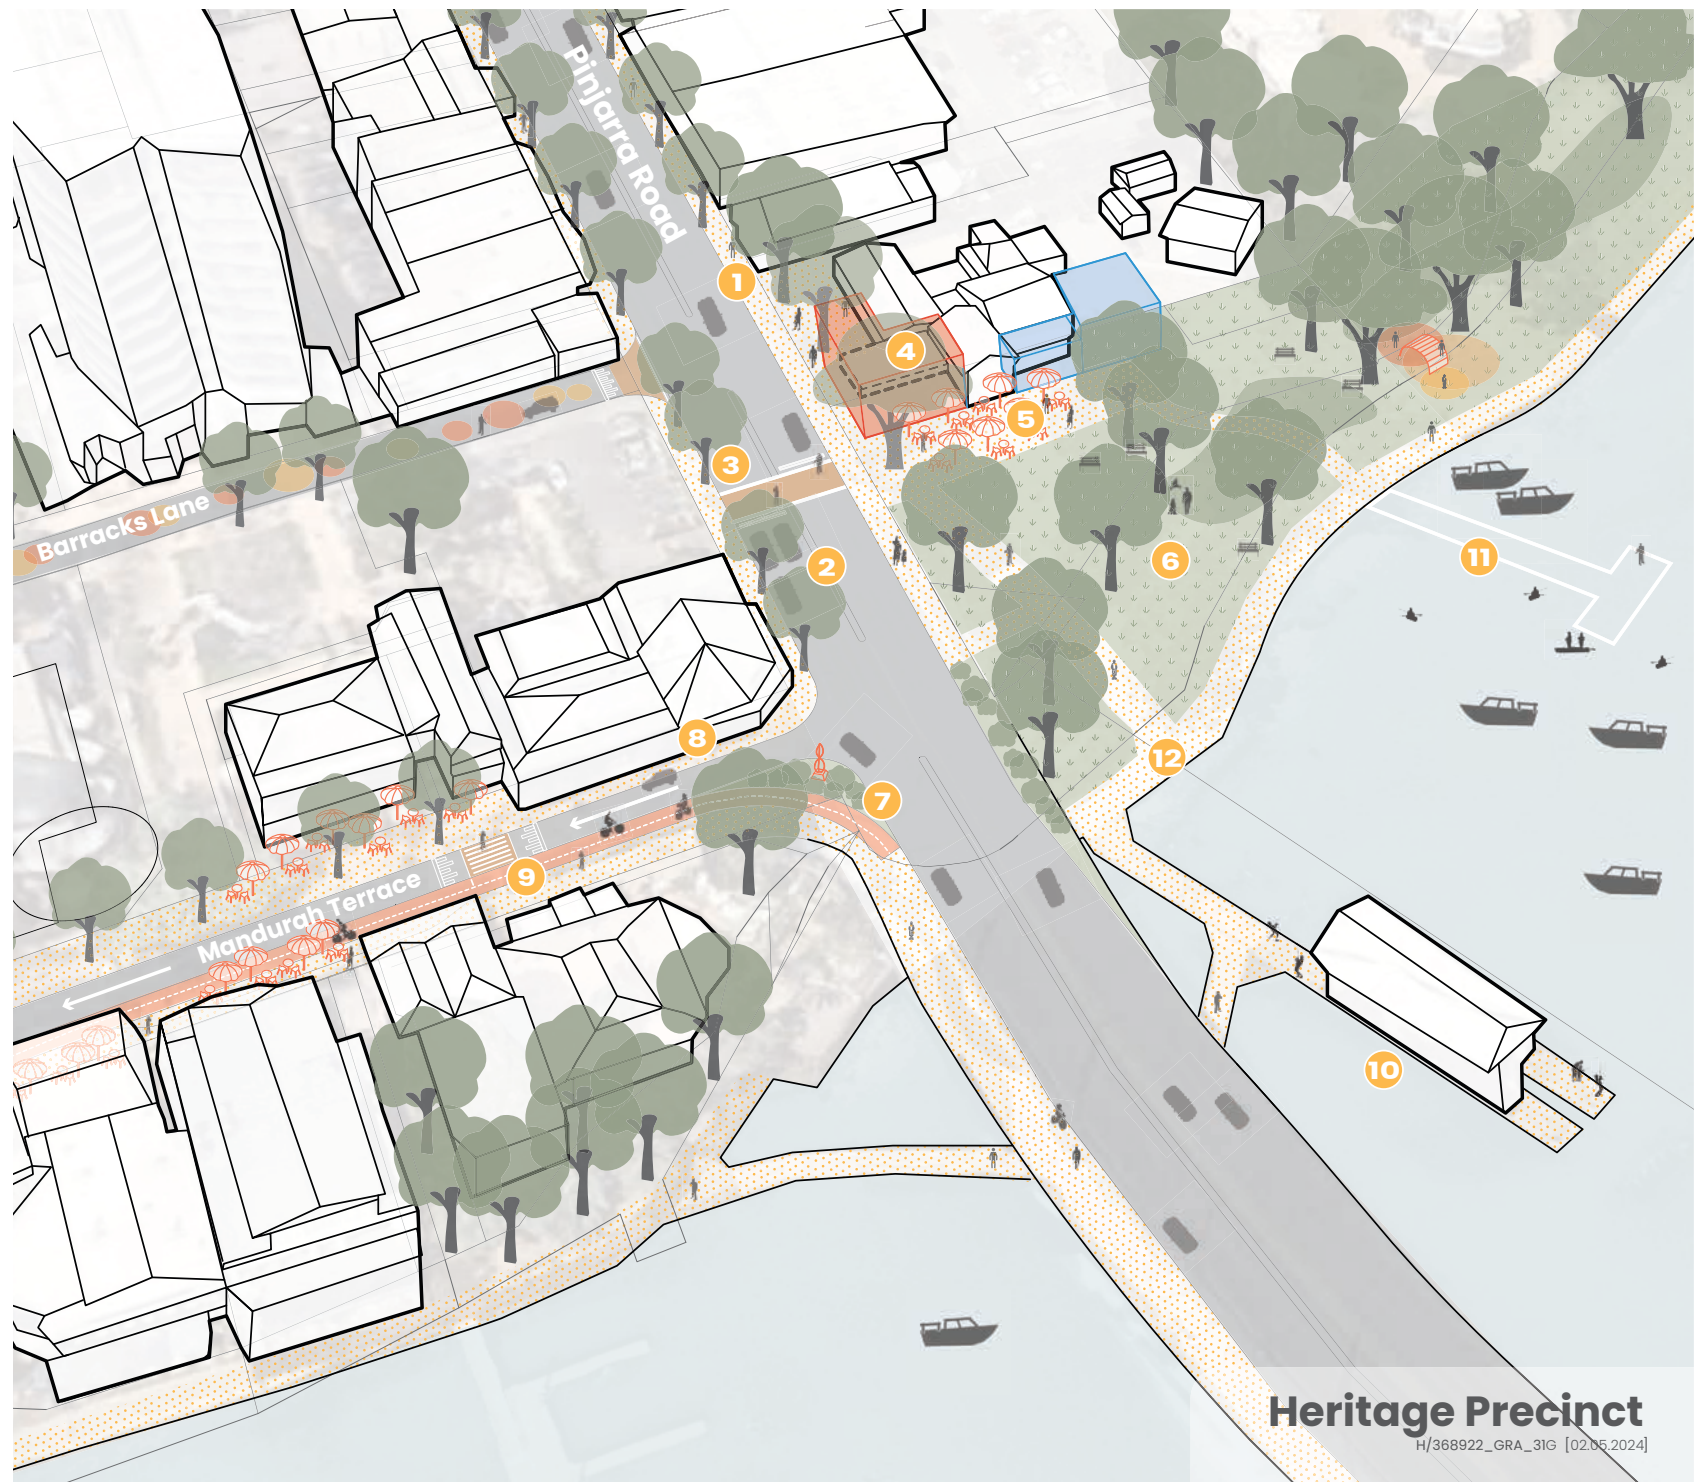 Pinjarra Road
1
4
5
3
Barracks Lane
2
6
11
8
12
7
9
Mandurah Terrace
10
Heritage Precinct
H/368922_GRA_31G [02.05.2024]